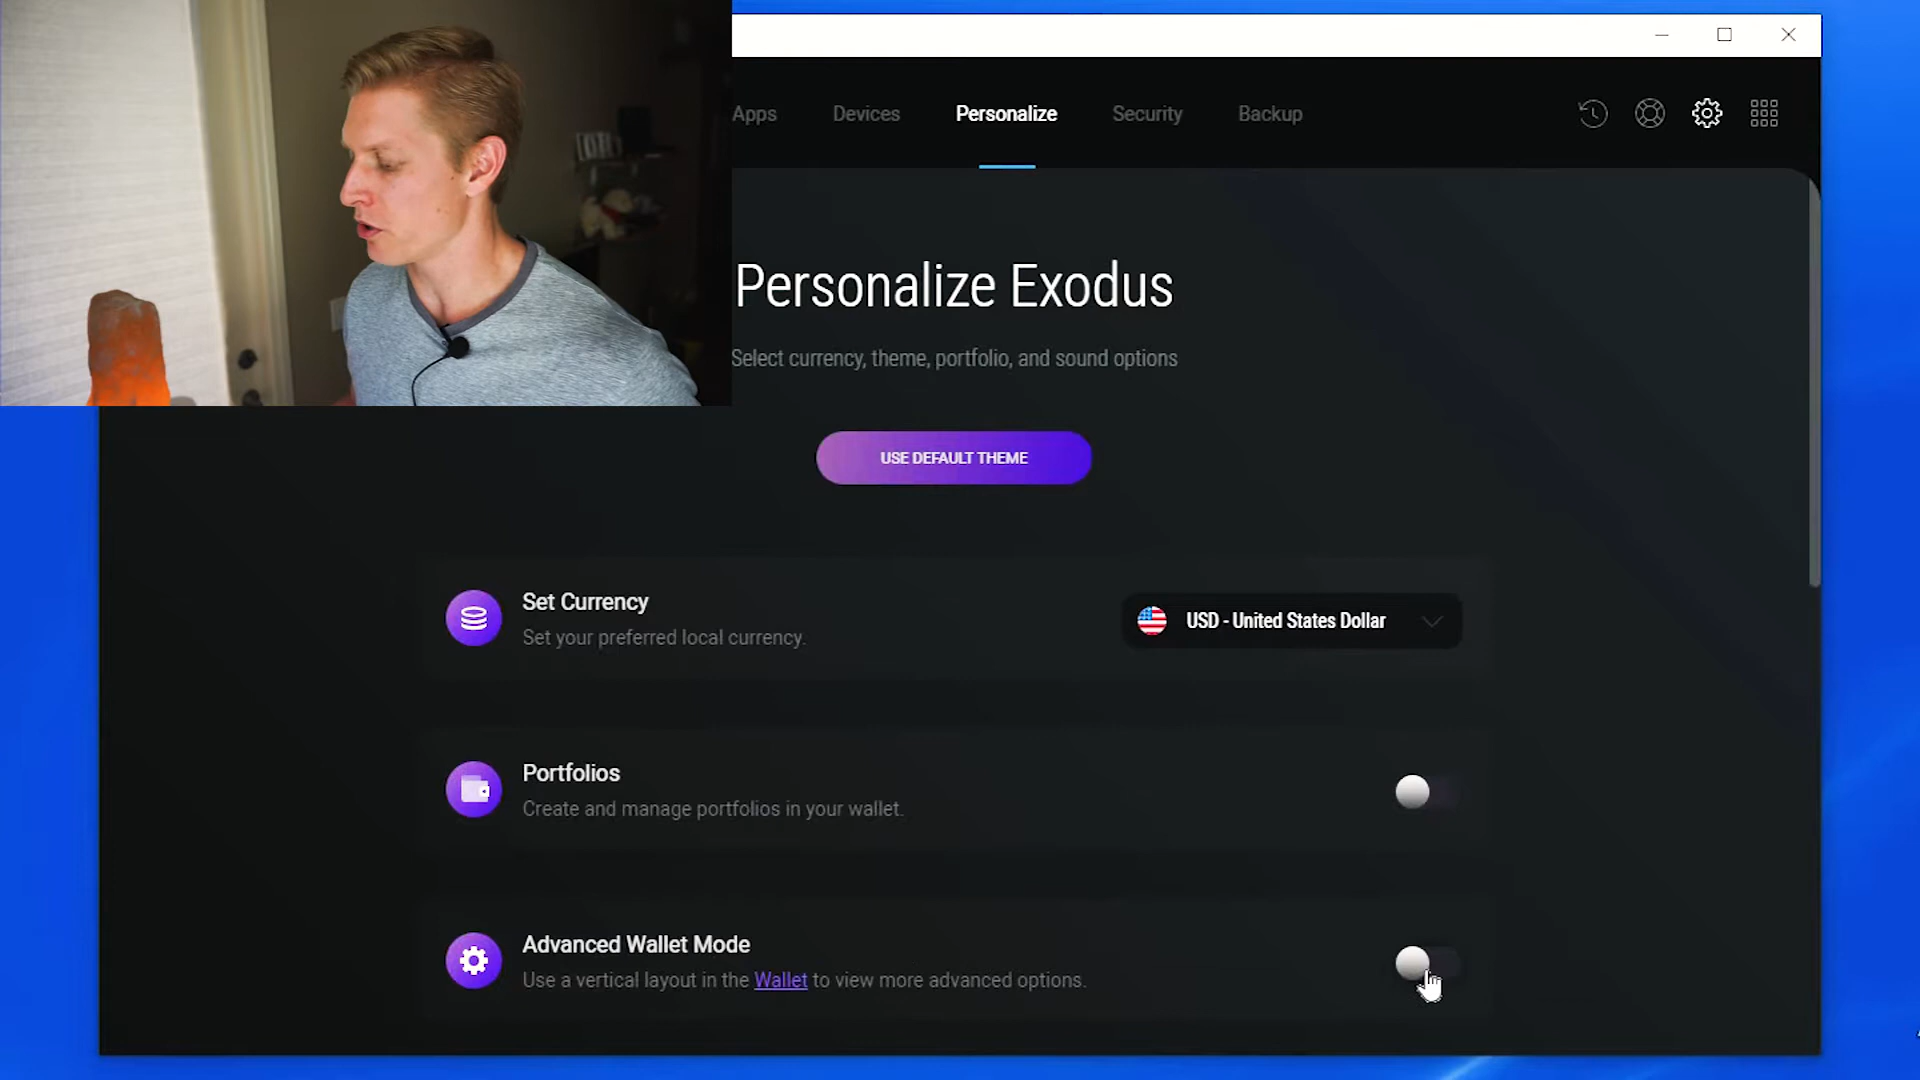 Apps Devices Personalize Security Backup
Personalize Exodus
Select currency, theme, portfolio, and sound options
USE DEFAULT THEME
Set Currency
Set your preferred local currency.
USD - United States Dollar
Portfolios
Create and manage portfolios in your wallet.
Advanced Wallet Mode
Use a vertical layout in the Wallet to view more advanced options.